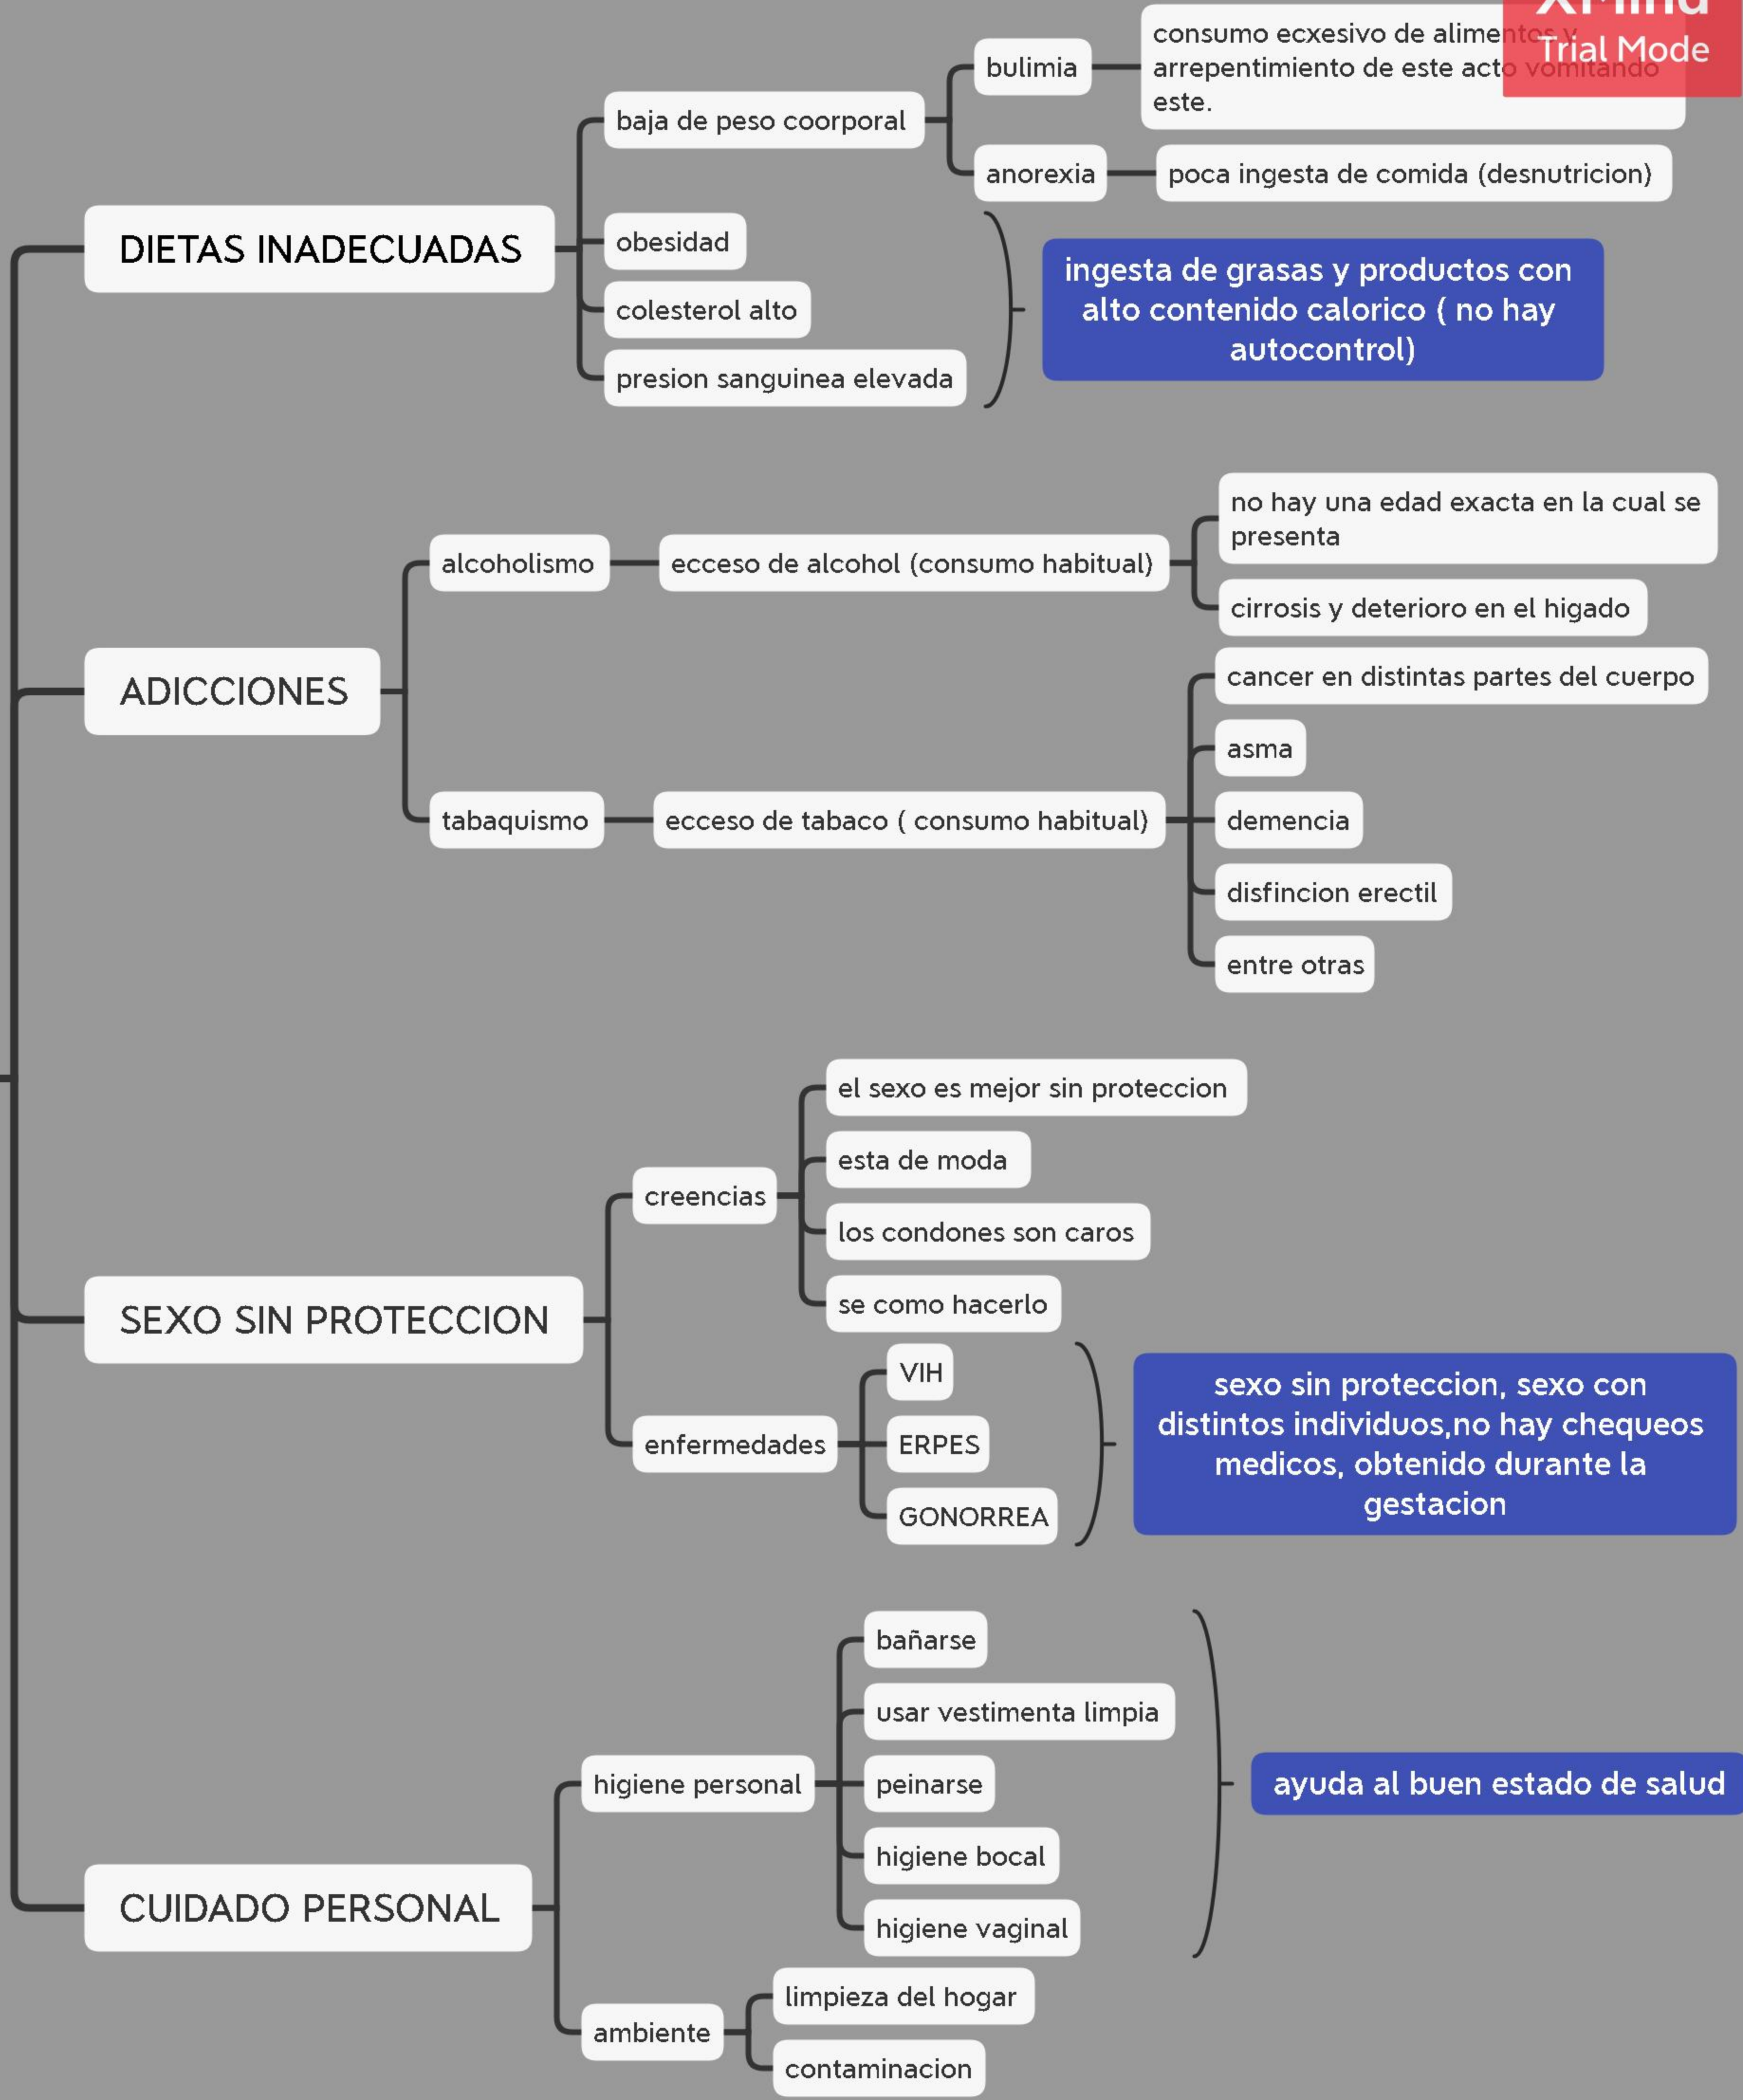 XMind
Trial Mode
consumo ecxesivo de alimentos y
arrepentimiento de este acto vomitando
este.
bulimia
baja de peso coorporal
anorexia
poca ingesta de comida (desnutricion)
DIETAS INADECUADAS
obesidad
colesterol alto
presion sanguinea elevada
ingesta de grasas y productos con
alto contenido calorico ( no hay
autocontrol)
ADICCIONES
alcoholismo
ecceso de alcohol (consumo habitual)
no hay una edad exacta en la cual se
presenta
cirrosis y deterioro en el higado
tabaquismo
ecceso de tabaco ( consumo habitual)
cancer en distintas partes del cuerpo
asma
demencia
disfincion erectil
entre otras
SEXO SIN PROTECCION
creencias
el sexo es mejor sin proteccion
esta de moda
los condones son caros
se como hacerlo
enfermedades
VIH
ERPES
GONORREA
sexo sin proteccion, sexo con
distintos individuos,no hay chequeos
medicos, obtenido durante la
gestacion
CUIDADO PERSONAL
higiene personal
bañarse
usar vestimenta limpia
peinarse
higiene bocal
higiene vaginal
ayuda al buen estado de salud
ambiente
limpieza del hogar
contaminacion